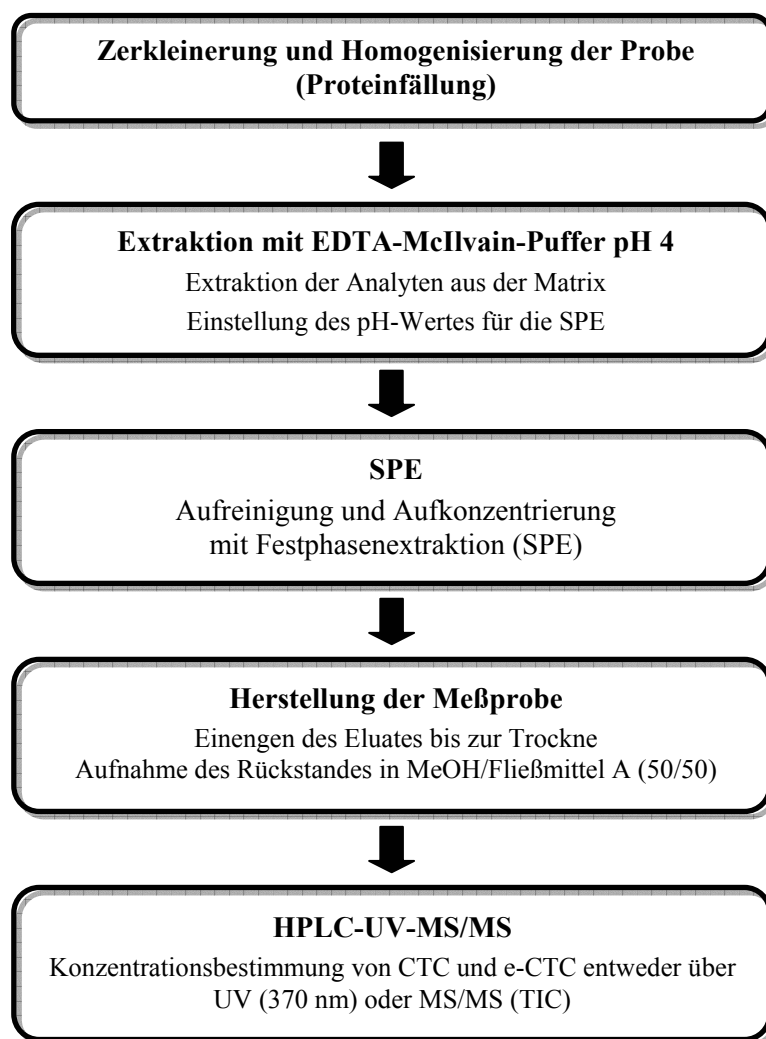 Zerkleinerung und Homogenisierung der Probe
(Proteinfällung)
Extraktion mit EDTA-McIlvain-Puffer pH 4
Extraktion der Analyten aus der Matrix
Einstellung des pH-Wertes für die SPE
SPE
Aufreinigung und Aufkonzentrierung
mit Festphasenextraktion (SPE)
Herstellung der Meßprobe
Einengen des Eluates bis zur Trockne
Aufnahme des Rückstandes in MeOH/Fließmittel A (50/50)
HPLC-UV-MS/MS
Konzentrationsbestimmung von CTC und e-CTC entweder über
UV (370 nm) oder MS/MS (TIC)